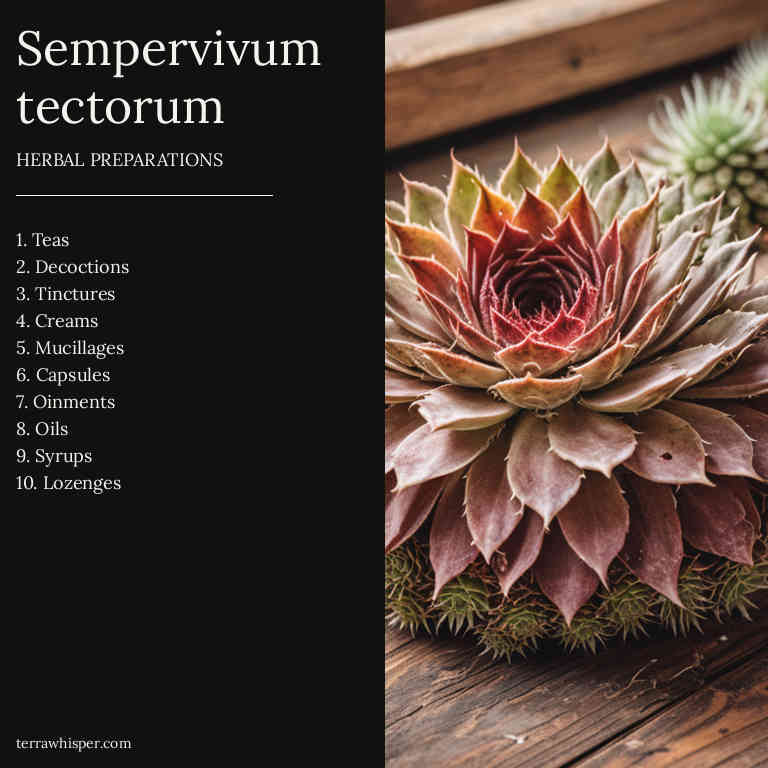 Sempervivum
tectorum
HERBAL PREPARATIONS
1. Teas
2. Decoctions
3. Tinctures
4. Creams
5. Mucillages
6. Capsules
7. Oinments
8. Oils
9. Syrups
10. Lozenges
terrawhisper.com